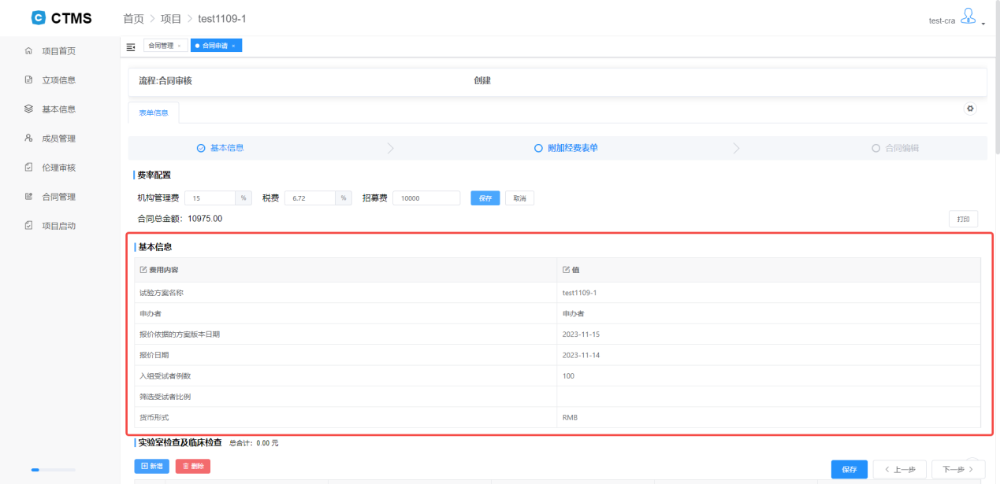 CTMS
首页 > 项目 > test1109-1
test-cra
项目首页
立项信息
基本信息
成员管理
伦理审核
合同管理
项目启动
合同管理 ×
合同申请 ×
流程:合同审核
创建
表单信息
基本信息
附加经费表单
合同编辑
费率配置
机构管理费 15 % 税费 6.72 % 招募费 10000 保存 取消
合同总金额: 10975.00
打印
基本信息
费用内容 值
试验方案名称 test1109-1
申办者 申办者
报价依据的方案版本日期 2023-11-15
报价日期 2023-11-14
入组受试者例数 100
筛选受试者比例
货币形式 RMB
实验室检查及临床检查 总合计: 0.00 元
新增 删除
保存 < 上一步 下一步 >